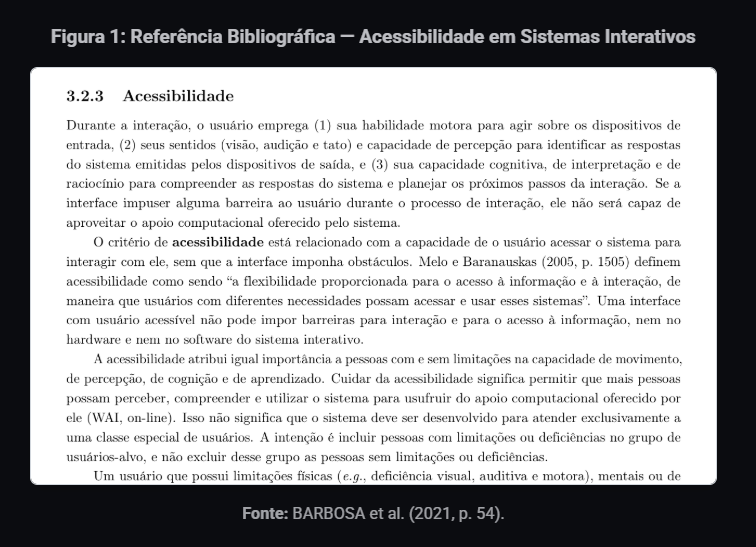 Figura 1: Referência Bibliográfica — Acessibilidade em Sistemas Interativos
3.2.3 Acessibilidade
Durante a interação, o usuário emprega (1) sua habilidade motora para agir sobre os dispositivos de
entrada, (2) seus sentidos (visão, audição e tato) e capacidade de percepção para identificar as respostas
do sistema emitidas pelos dispositivos de saída, e (3) sua capacidade cognitiva, de interpretação e de
raciocínio para compreender as respostas do sistema e planejar os próximos passos da interação. Se a
interface impuser alguma barreira ao usuário durante o processo de interação, ele não será capaz de
aproveitar o apoio computacional oferecido pelo sistema.
O critério de acessibilidade está relacionado com a capacidade de o usuário acessar o sistema para
interagir com ele, sem que a interface imponha obstáculos. Melo e Baranauskas (2005, p. 1505) definem
acessibilidade como sendo “a flexibilidade proporcionada para o acesso à informação e à interação, de
maneira que usuários com diferentes necessidades possam acessar e usar esses sistemas”. Uma interface
com usuário acessível não pode impor barreiras para interação e para o acesso à informação, nem no
hardware e nem no software do sistema interativo.
A acessibilidade atribui igual importância a pessoas com e sem limitações na capacidade de movimento,
de percepção, de cognição e de aprendizado. Cuidar da acessibilidade significa permitir que mais pessoas
possam perceber, compreender e utilizar o sistema para usufruir do apoio computacional oferecido por
ele (WAI, on-line). Isso não significa que o sistema deve ser desenvolvido para atender exclusivamente a
uma classe especial de usuários. A intenção é incluir pessoas com limitações ou deficiências no grupo de
usuários-alvo, e não excluir desse grupo as pessoas sem limitações ou deficiências.
Um usuário que possui limitações físicas (e.g., deficiência visual, auditiva e motora), mentais ou de
Fonte: BARBOSA et al. (2021, p. 54).